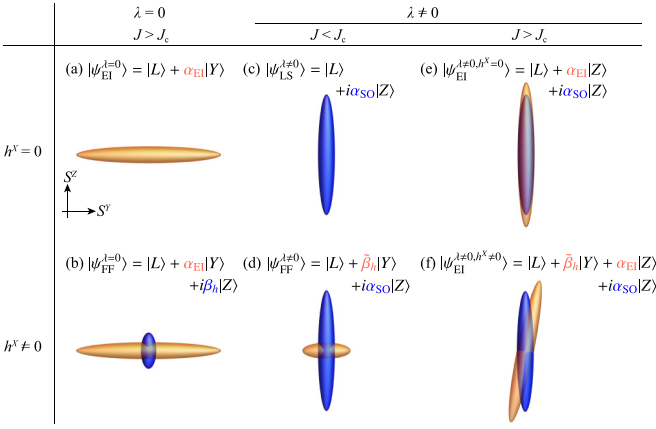 λ = 0
λ ≠ 0
J > J_c
J < J_c
J > J_c
h^X = 0
(a) |ψ_EI^{λ=0}⟩ = |L⟩ + α_EI|Y⟩
(c) |ψ_LS^{λ≠0}⟩ = |L⟩
+iα_SO|Z⟩
(e) |ψ_EI^{λ≠0,h^X=0}⟩ = |L⟩ + α_EI|Z⟩
+iα_SO|Z⟩
S^Z
S^Y
h^X ≠ 0
(b) |ψ_FF^{λ=0}⟩ = |L⟩ + α_EI|Y⟩
+iβ_h|Z⟩
(d) |ψ_FF^{λ≠0}⟩ = |L⟩ + β̃_h|Y⟩
+iα_SO|Z⟩
(f) |ψ_EI^{λ≠0,h^X≠0}⟩ = |L⟩ + β̃_h|Y⟩ + α_EI|Z⟩
+iα_SO|Z⟩